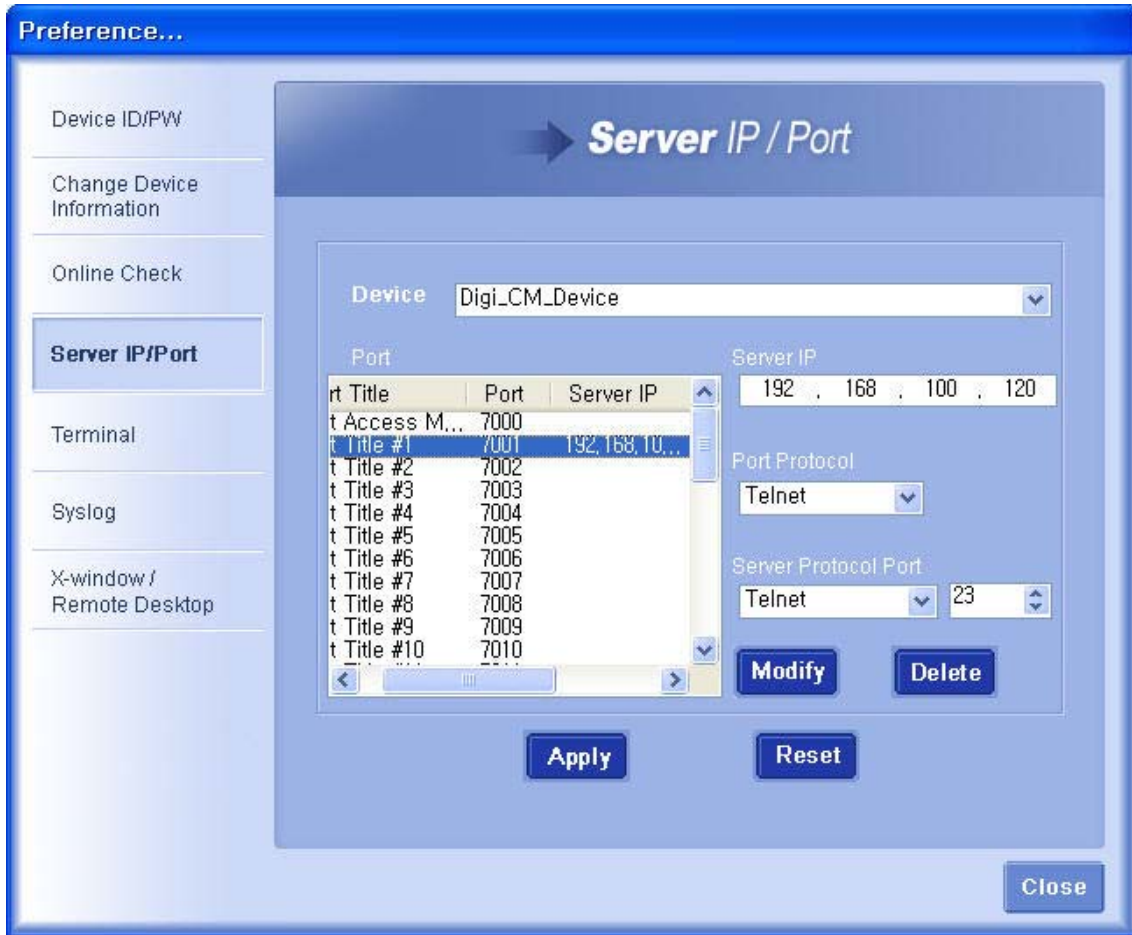 Preference...
Device ID/PW
Change Device
Information
Online Check
Server IP/Port
Terminal
Syslog
X-window /
Remote Desktop
Server IP / Port
Device Digi_CM_Device
Port
rt Title Port Server IP
t Access M... 7000
t Title #1 7001 192,168,10,...
t Title #2 7002
t Title #3 7003
t Title #4 7004
t Title #5 7005
t Title #6 7006
t Title #7 7007
t Title #8 7008
t Title #9 7009
t Title #10 7010
Server IP
192 . 168 . 100 . 120
Port Protocol
Telnet
Server Protocol Port
Telnet 23
Modify Delete
Apply Reset
Close